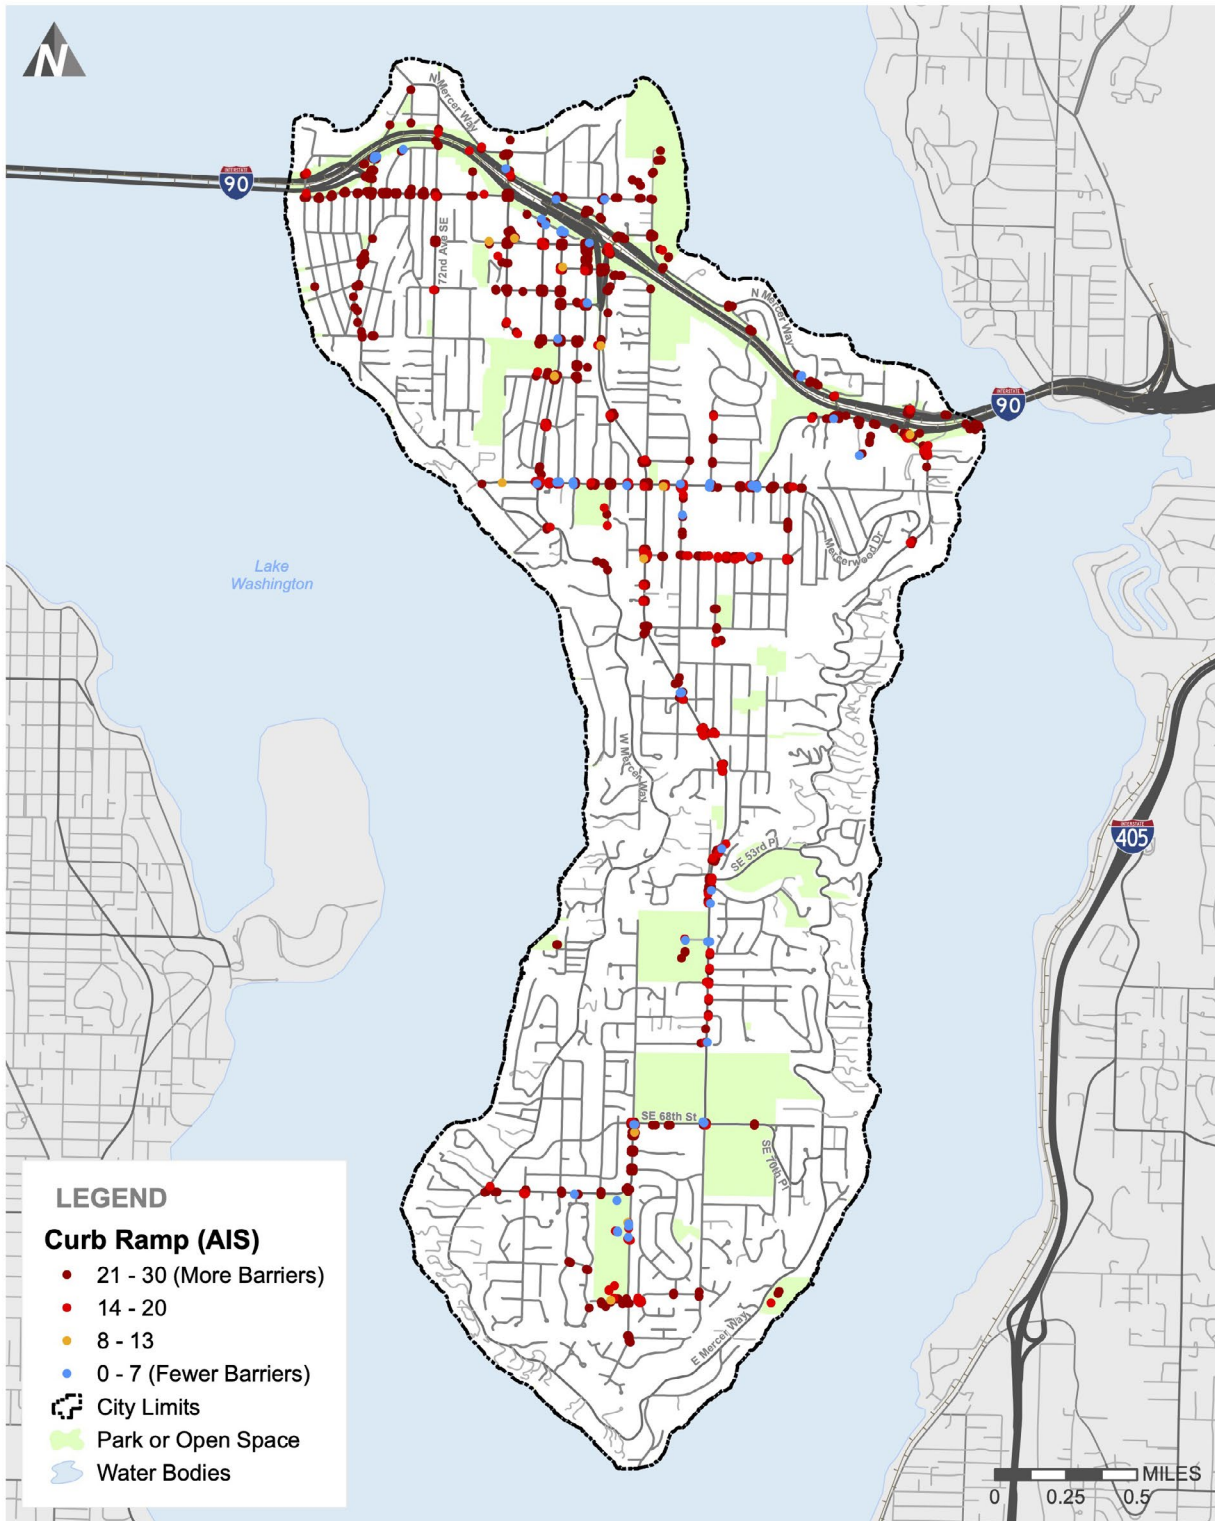 N
N Mercer Way
INTERSTATE
90
72nd Ave SE
N Mercer Way
INTERSTATE
90
Mercerwood Dr
Lake
Washington
W Mercer Way
SE 53rd Pl
INTERSTATE
405
SE 68th St
SE 70th Pl
E Mercer Way
LEGEND
Curb Ramp (AIS)
21 - 30 (More Barriers)
14 - 20
8 - 13
0 - 7 (Fewer Barriers)
City Limits
Park or Open Space
Water Bodies
MILES
0 0.25 0.5